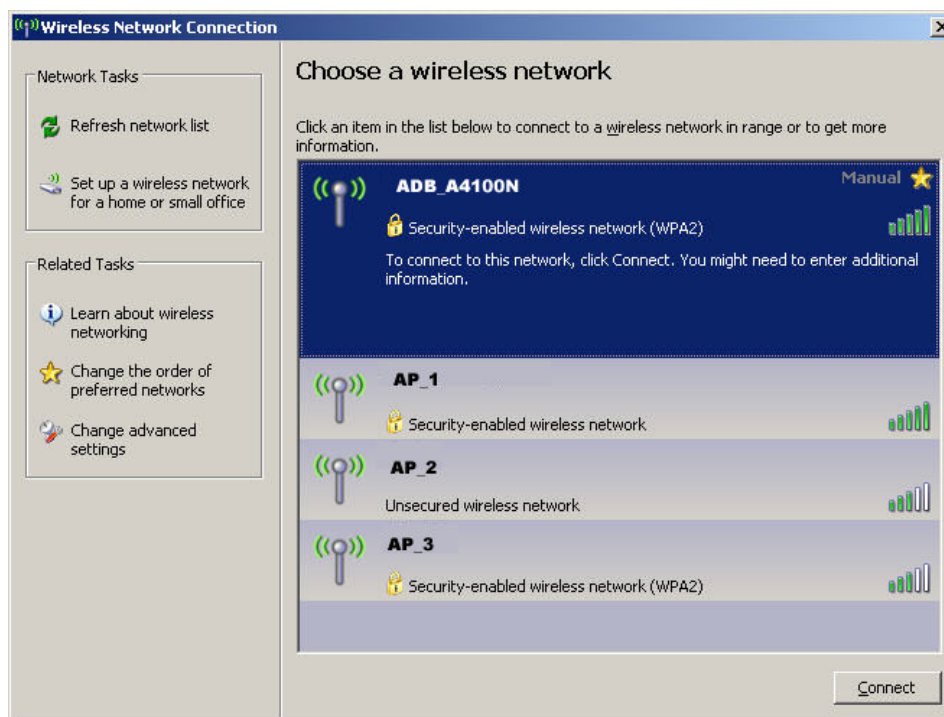 Wireless Network Connection
Network Tasks
Refresh network list
Set up a wireless network
for a home or small office
Related Tasks
Learn about wireless
networking
Change the order of
preferred networks
Change advanced
settings
Choose a wireless network
Click an item in the list below to connect to a wireless network in range or to get more
information.
ADB_A4100N
Manual
Security-enabled wireless network (WPA2)
To connect to this network, click Connect. You might need to enter additional
information.
AP_1
Security-enabled wireless network
AP_2
Unsecured wireless network
AP_3
Security-enabled wireless network (WPA2)
Connect